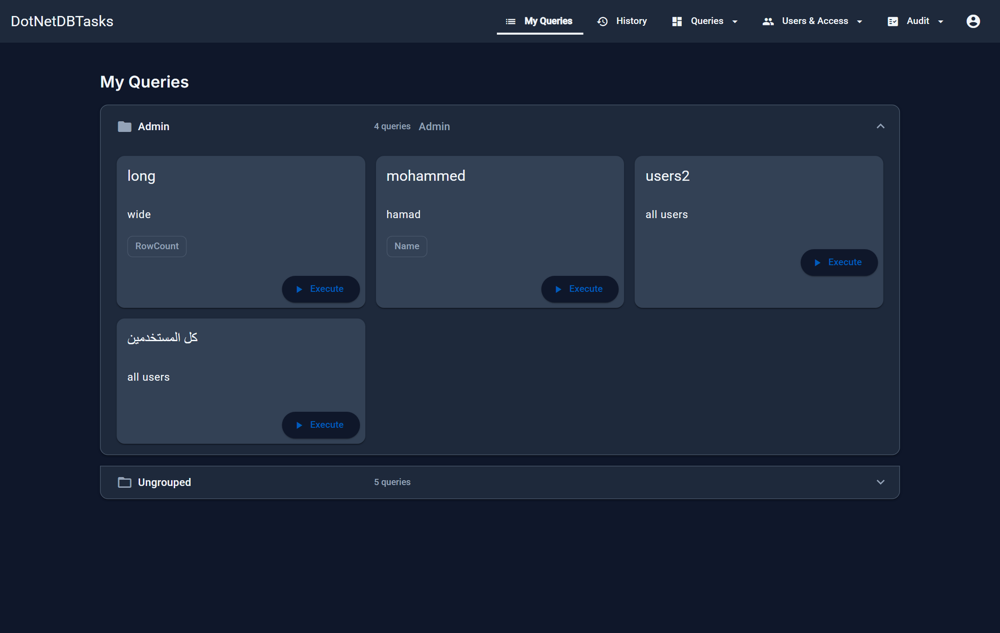 DotNetDBTasks
My Queries
History
Queries
Users & Access
Audit
My Queries
Admin
4 queries
Admin
long
wide
RowCount
Execute
mohammed
hamad
Name
Execute
users2
all users
Execute
كل المستخدمين
all users
Execute
Ungrouped
5 queries